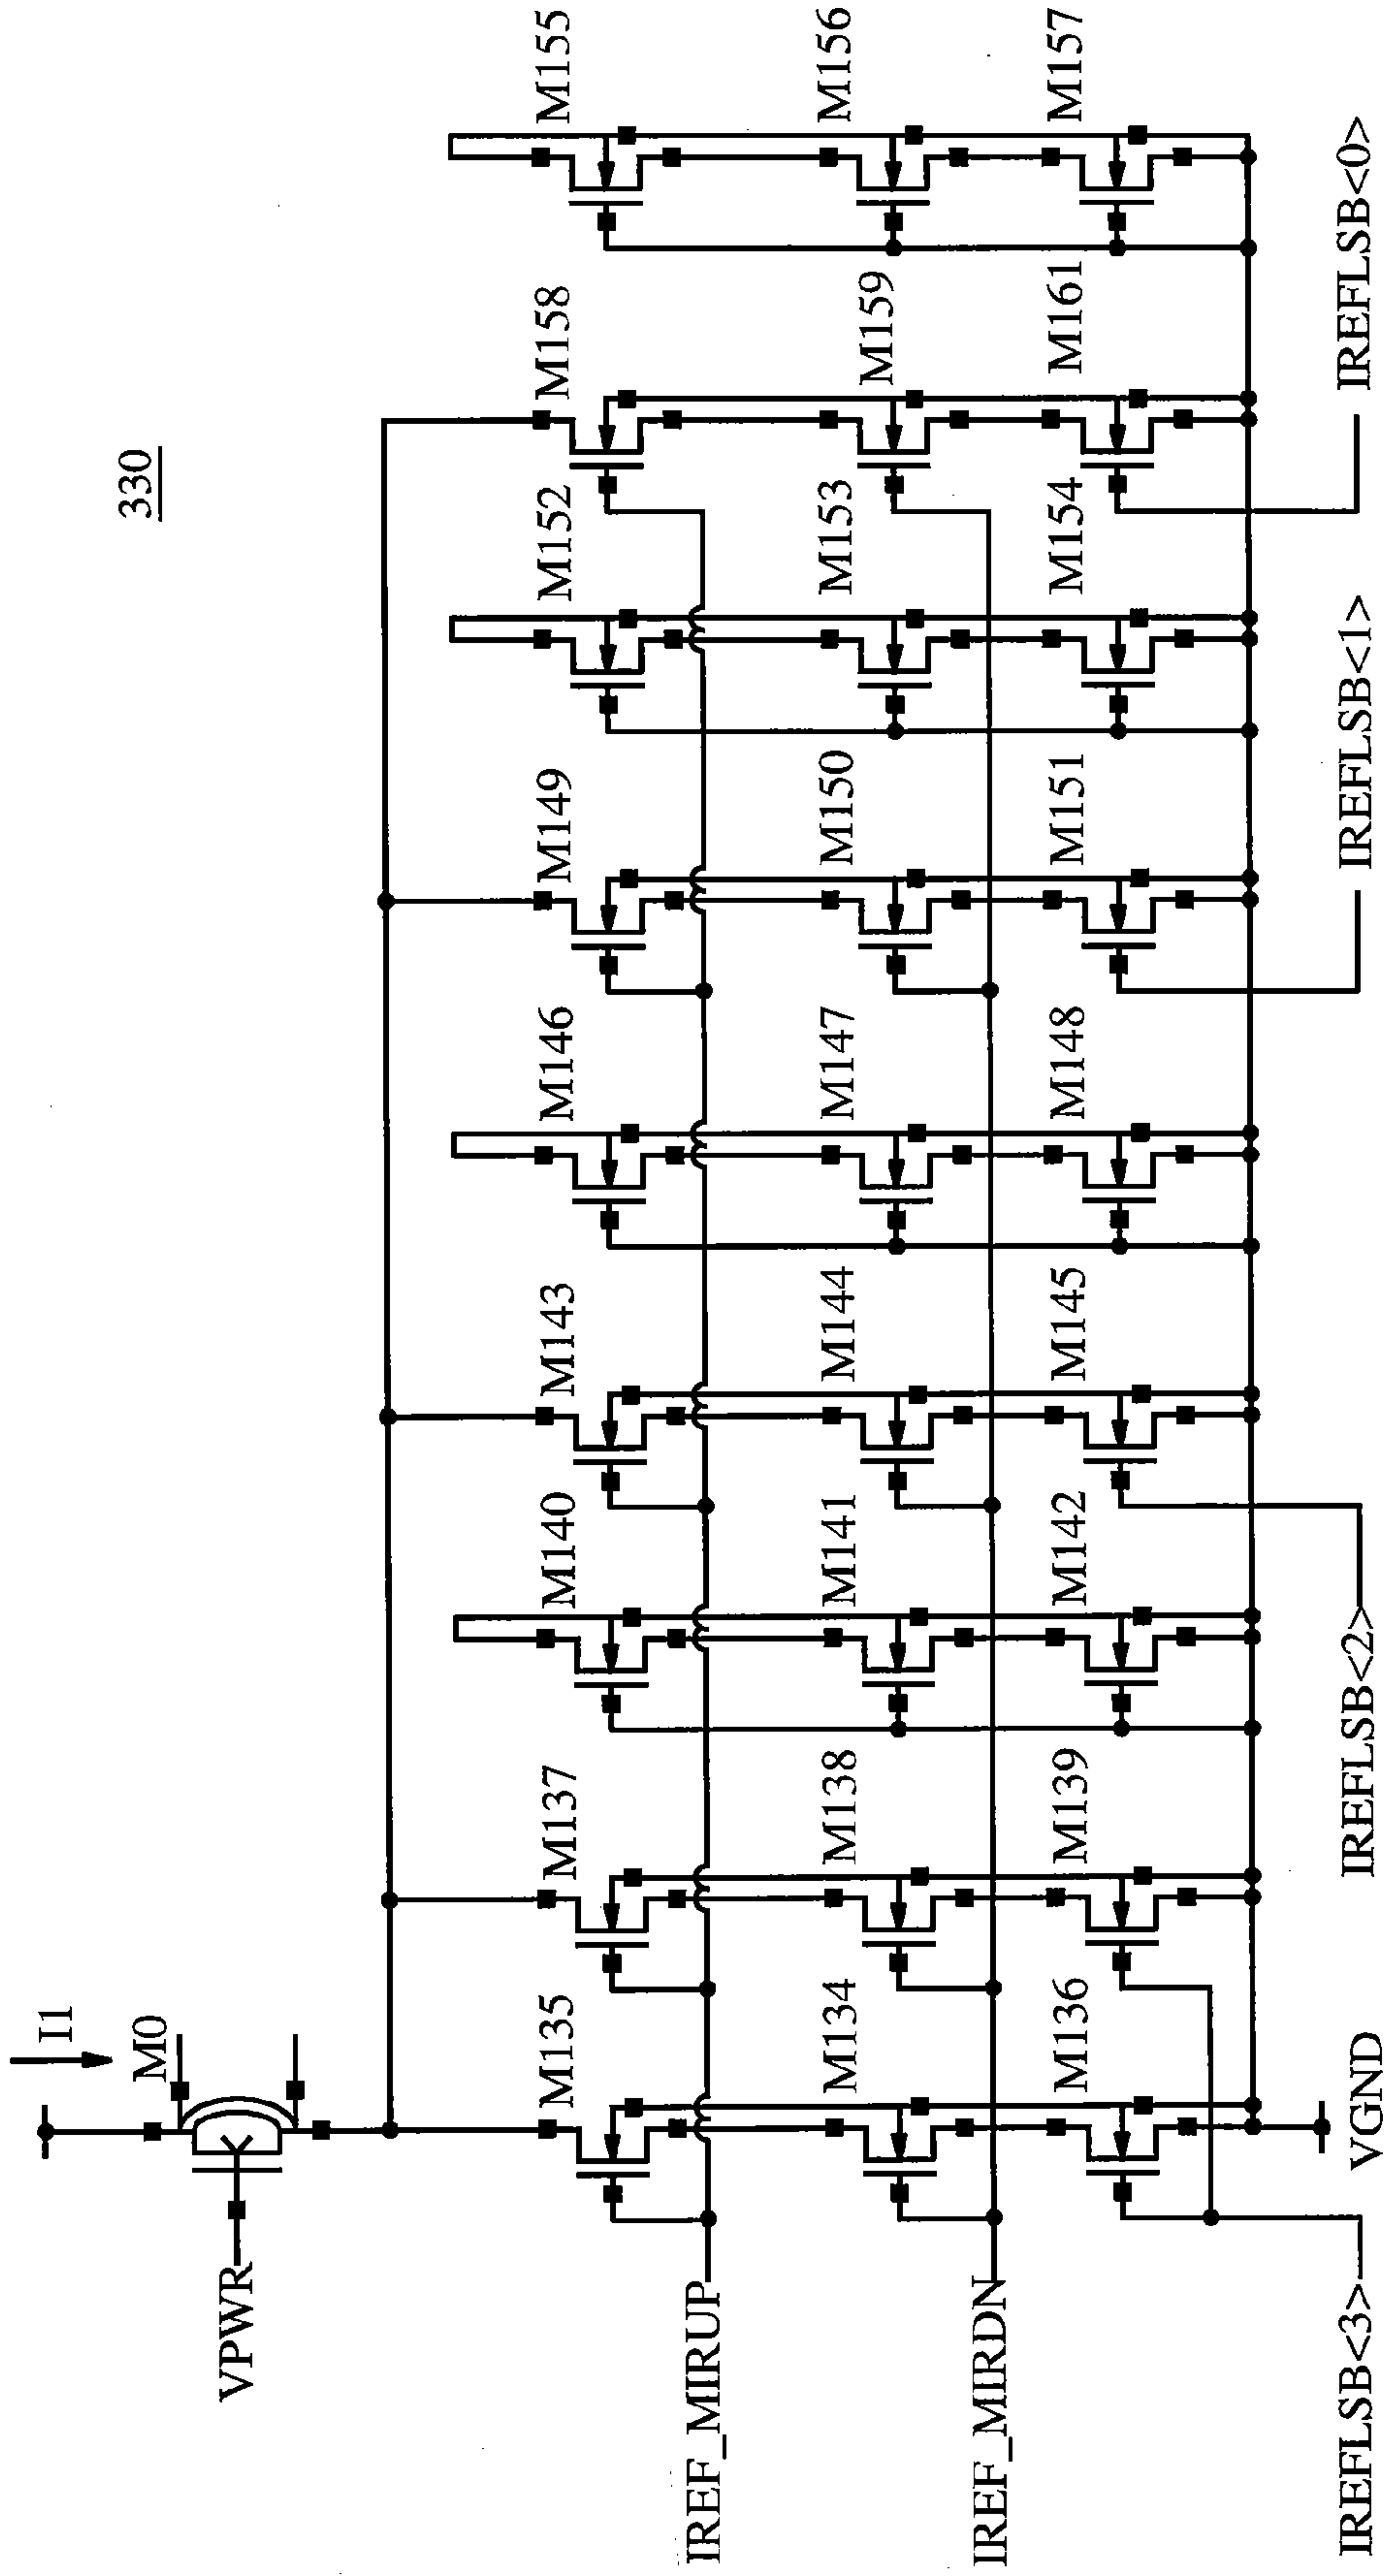 330
I1
M0
VPWR
M135
M137
M140
M143
M146
M149
M152
M158
M155
IREF_MIRUP
M134
M138
M141
M144
M147
M150
M153
M159
M156
IREF_MIRDN
M136
M139
M142
M145
M148
M151
M154
M161
M157
IREFLSB<3>
VGND
IREFLSB<2>
IREFLSB<1>
IREFLSB<0>